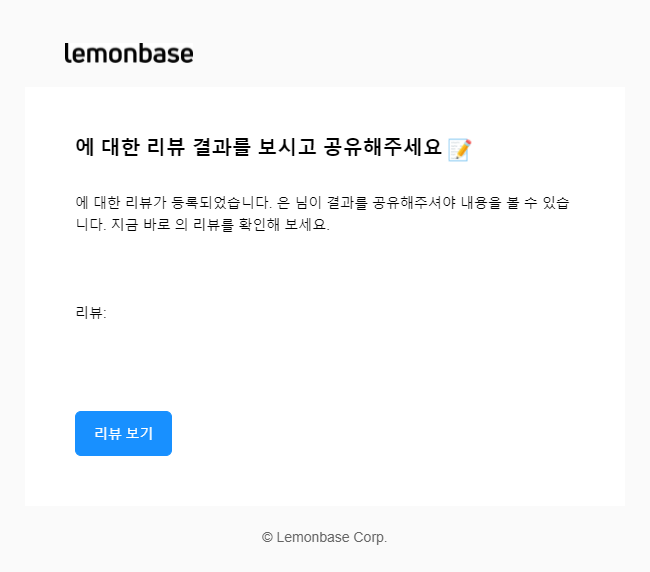 lemonbase
에 대한 리뷰 결과를 보시고 공유해주세요 📝
에 대한 리뷰가 등록되었습니다. 은 님이 결과를 공유해주셔야 내용을 볼 수 있습
니다. 지금 바로 의 리뷰를 확인해 보세요.
리뷰:
리뷰 보기
© Lemonbase Corp.